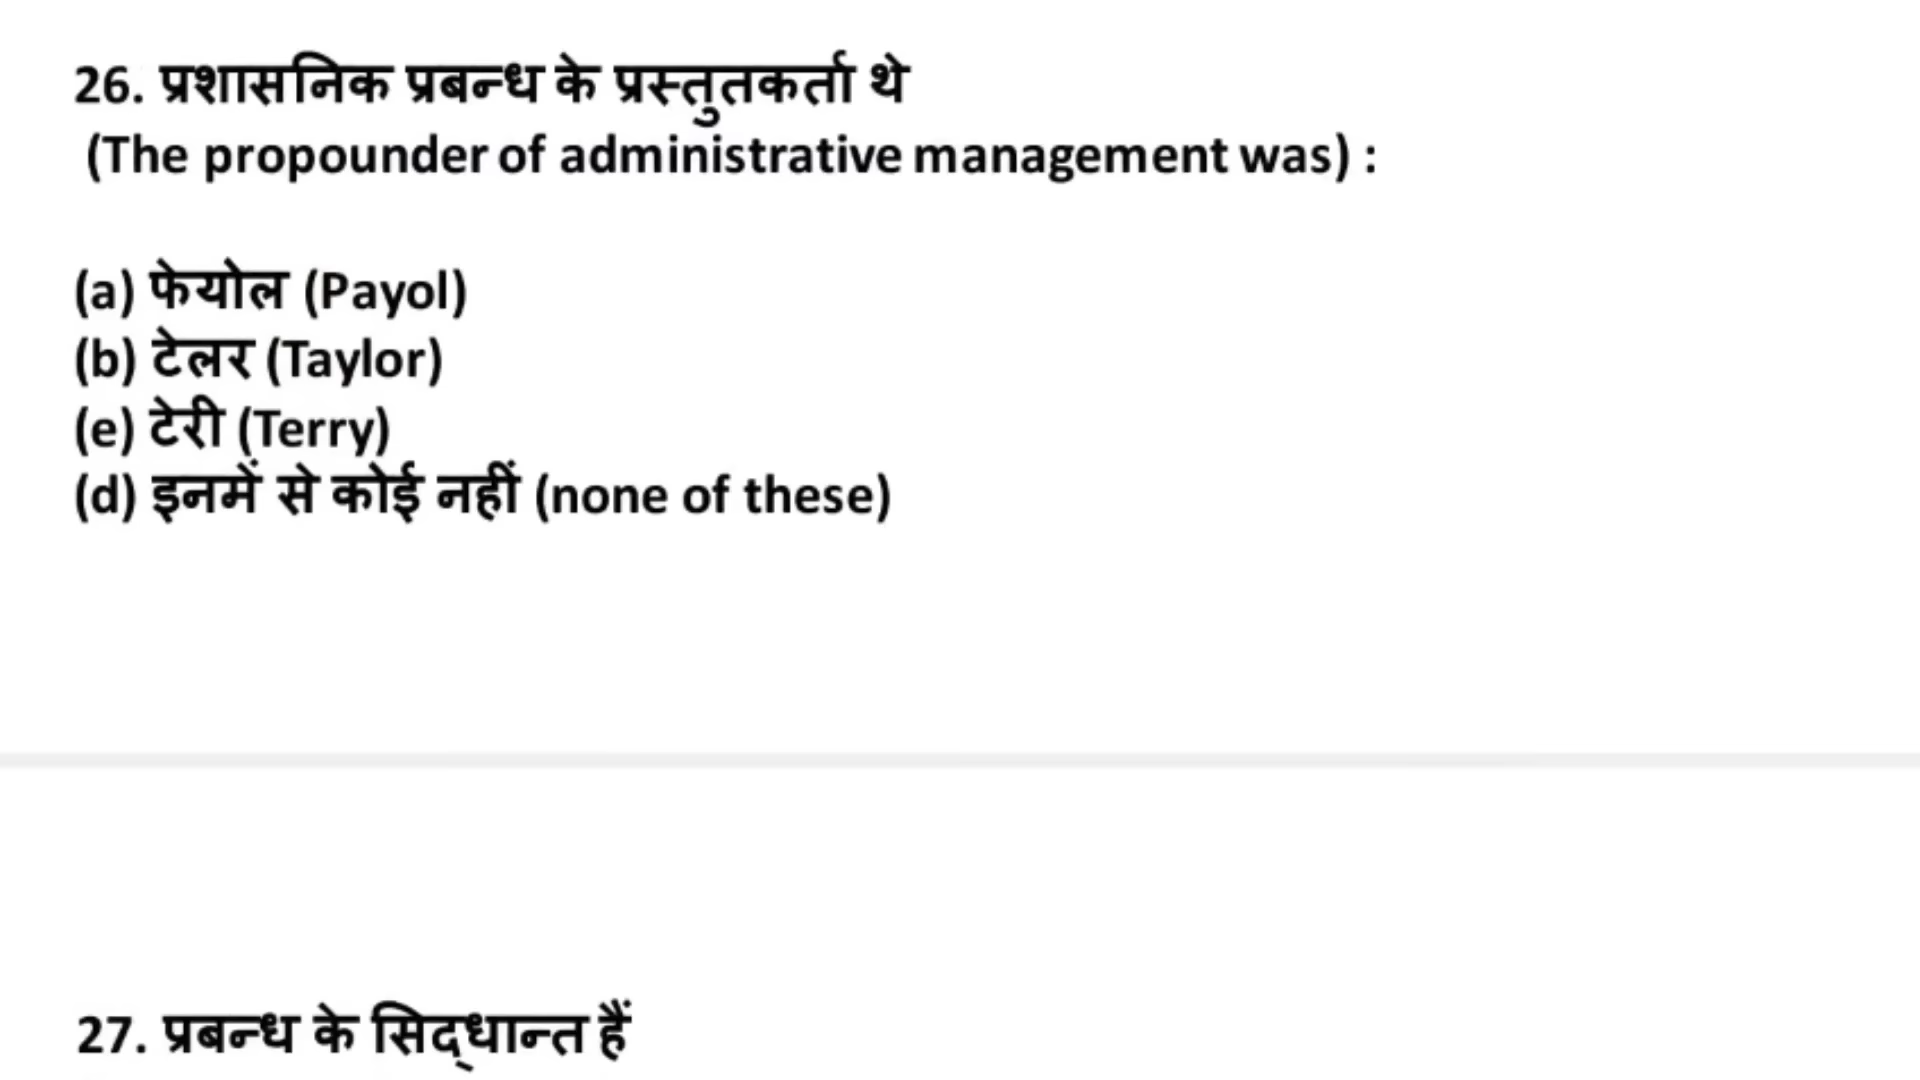 26. प्रशासनिक प्रबन्ध के प्रस्तुतकर्ता थे
(The propounder of administrative management was) :
(a) फेयोल (Payol)
(b) टेलर (Taylor)
(e) टेरी (Terry)
(d) इनमें से कोई नहीं (none of these)
27. प्रबन्ध के सिद्धान्त हैं